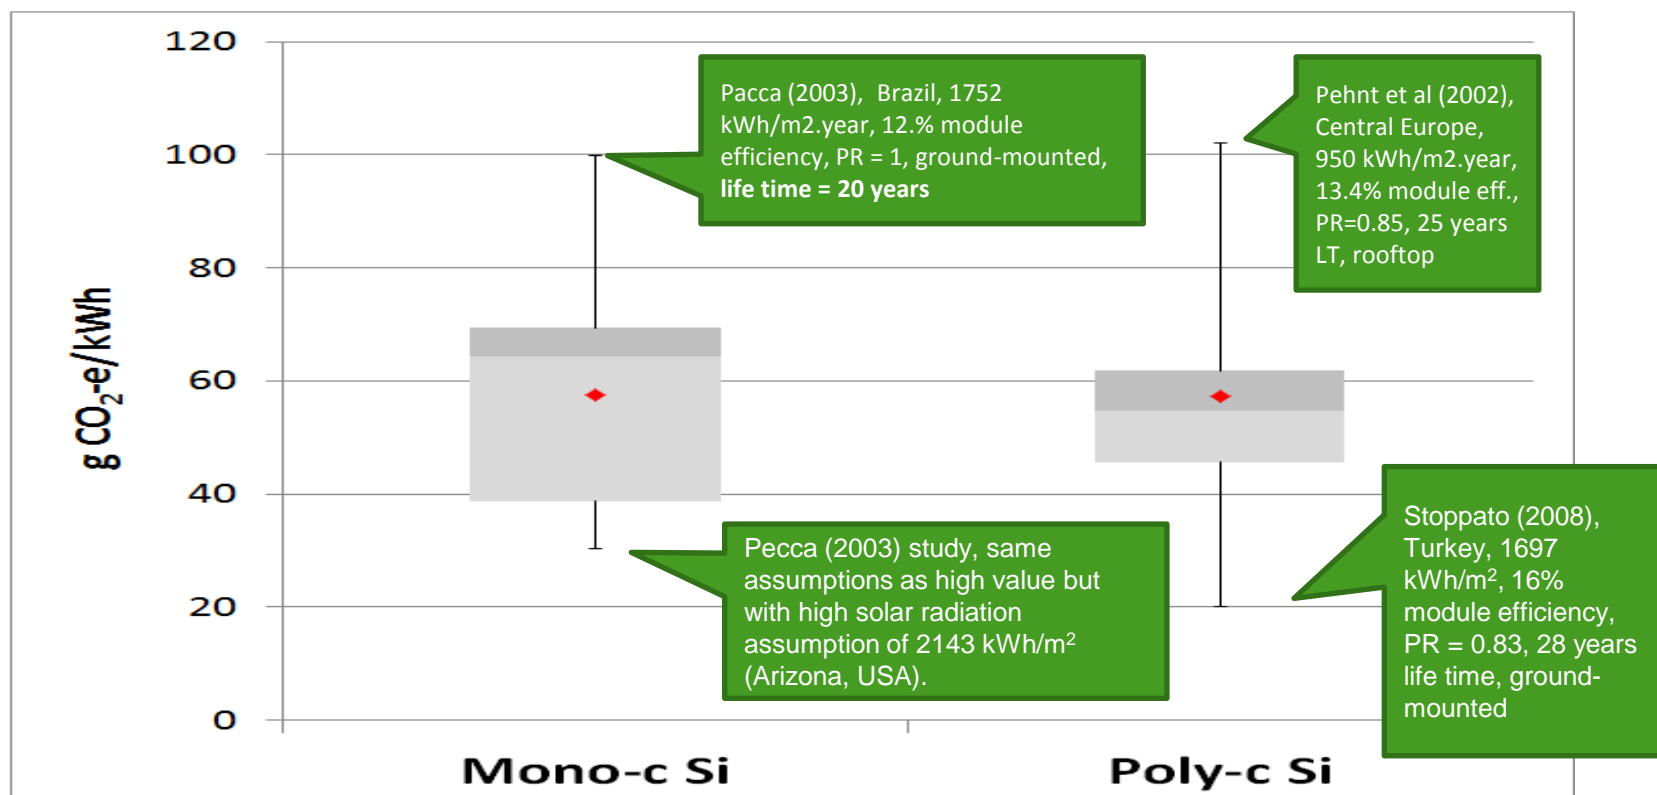 120
100
80
60
40
20
0
g CO₂-e/kWh
Pacca (2003),  Brazil, 1752
kWh/m2.year, 12.% module
efficiency, PR = 1, ground-mounted,
life time = 20 years
Pehnt et al (2002),
Central Europe,
950 kWh/m2.year,
13.4% module eff.,
PR=0.85, 25 years
LT, rooftop
Pecca (2003) study, same
assumptions as high value but
with high solar radiation
assumption of 2143 kWh/m²
(Arizona, USA).
Stoppato (2008),
Turkey, 1697
kWh/m², 16%
module efficiency,
PR = 0.83, 28 years
life time, ground-
mounted
Mono-c Si
Poly-c Si